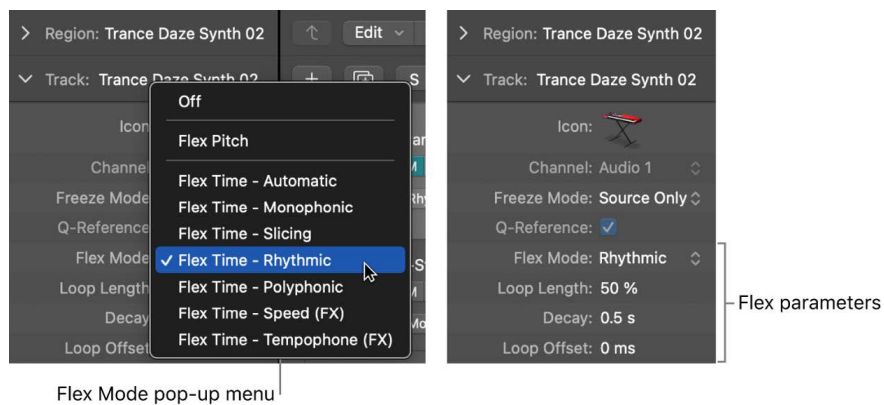 Region: Trance Daze Synth 02
Edit
Track: Trance Daze Synth 02
S
Off
Flex Pitch
Flex Time - Automatic
Flex Time - Monophonic
Flex Time - Slicing
✓ Flex Time - Rhythmic
Flex Time - Polyphonic
Flex Time - Speed (FX)
Flex Time - Tempophone (FX)
Icon
Channel
Freeze Mode
Q-Reference
Flex Mode
Loop Length
Decay
Loop Offset
Flex Mode pop-up menu
Region: Trance Daze Synth 02
Track: Trance Daze Synth 02
Icon:
Channel: Audio 1
Freeze Mode: Source Only
Q-Reference:
Flex Mode: Rhythmic
Loop Length: 50 %
Decay: 0.5 s
Loop Offset: 0 ms
Flex parameters